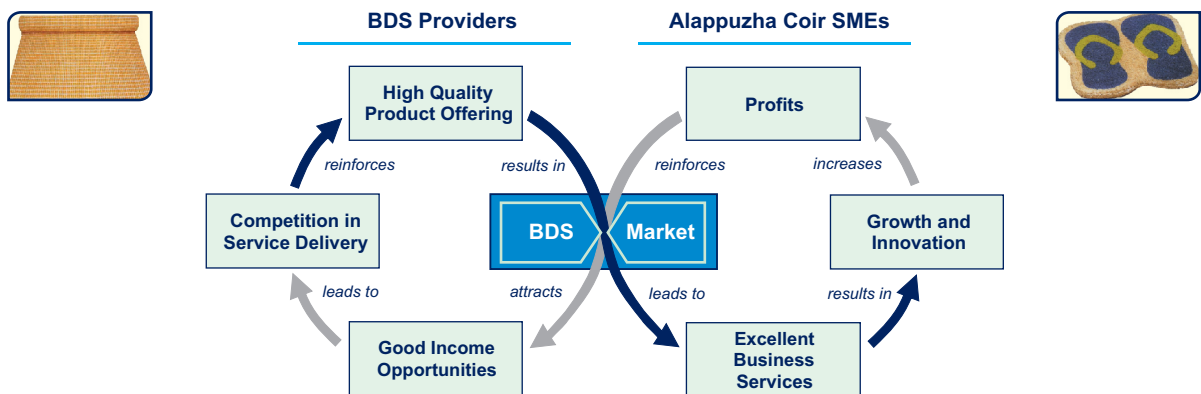 BDS Providers
Alappuzha Coir SMEs
High Quality
Product Offering
Profits
reinforces
results in
reinforces
increases
Competition in
Service Delivery
BDS
Market
Growth and
Innovation
leads to
attracts
leads to
results in
Good Income
Opportunities
Excellent
Business
Services